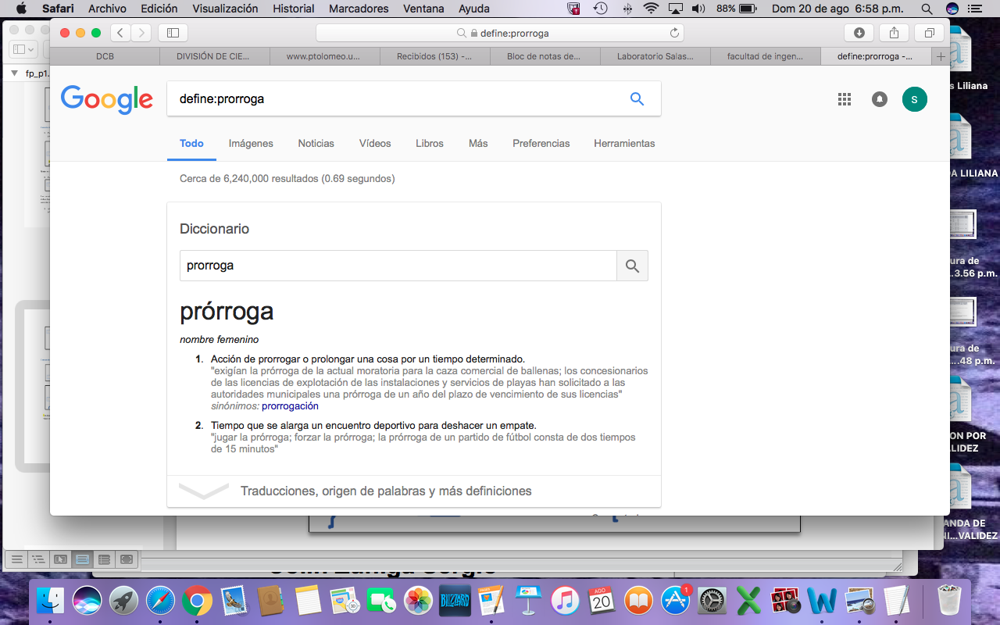 Safari Archivo Edición Visualización Historial Marcadores Ventana Ayuda 88% Dom 20 de ago 6:58 p.m.
define:prorroga
DCB DIVISIÓN DE CIE... www.ptolomeo.u... Recibidos (153) -... Bloc de notas de... Laboratorio Salas... facultad de ingen... define:prorroga -...
fp_p1.
Google define:prorroga S
s Liliana
Todo Imágenes Noticias Vídeos Libros Más Preferencias Herramientas
A LILIANA
Cerca de 6,240,000 resultados (0.69 segundos)
Diccionario
prorroga
ura de
...3.56 p.m.
prórroga
nombre femenino
ura de
1. Acción de prorrogar o prolongar una cosa por un tiempo determinado.
....48 p.m.
"exigían la prórroga de la actual moratoria para la caza comercial de ballenas; los concesionarios
de las licencias de explotación de las instalaciones y servicios de playas han solicitado a las
autoridades municipales una prórroga de un año del plazo de vencimiento de sus licencias"
sinónimos: prorrogación
2. Tiempo que se alarga un encuentro deportivo para deshacer un empate.
"jugar la prórroga; forzar la prórroga; la prórroga de un partido de fútbol consta de dos tiempos
de 15 minutos"
ON POR
LIDEZ
Traducciones, origen de palabras y más definiciones
ANDA DE
NI...VALIDEZ
30 BLIZZARD AGO 20 1